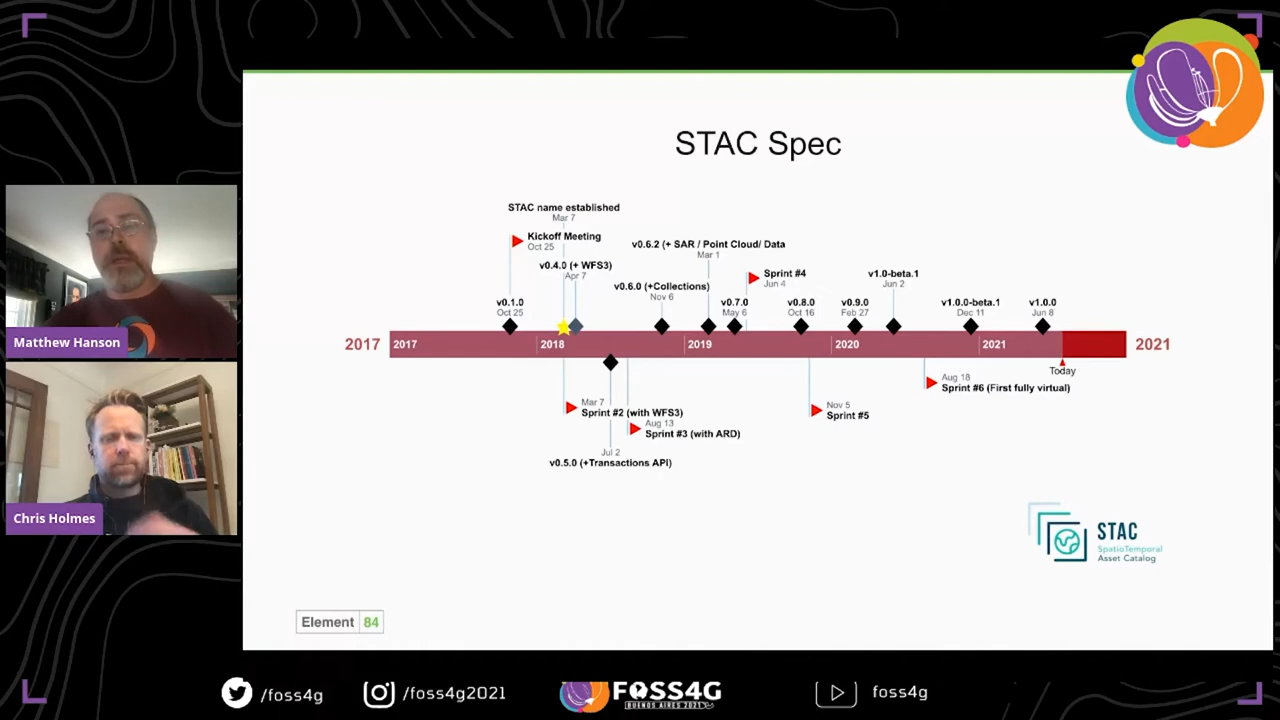 STAC Spec
STAC name established
Mar 7
Kickoff Meeting
Oct 25
v0.4.0 (+ WFS3)
Apr 7
v0.6.2 (+ SAR / Point Cloud/ Data
Mar 1
v0.6.0 (+Collections)
Nov 6
Sprint #4
Jun 4
v1.0-beta.1
Jun 2
v0.1.0
Oct 25
v0.7.0
May 6
v0.8.0
Oct 16
v0.9.0
Feb 27
v1.0.0-beta.1
Dec 11
v1.0.0
Jun 8
2017
2017
2018
2019
2020
2021
2021
Today
Aug 18
Sprint #6 (First fully virtual)
Mar 7
Sprint #2 (with WFS3)
Nov 5
Sprint #5
Aug 13
Sprint #3 (with ARD)
Jul 2
v0.5.0 (+Transactions API)
Matthew Hanson
Chris Holmes
STAC
SpatioTemporal
Asset Catalog
Element 84
/foss4g
/foss4g2021
FOSS4G
BUENOS AIRES 2021
foss4g